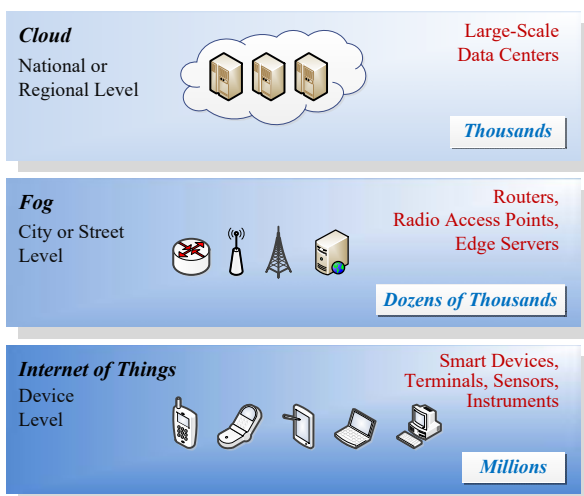 Cloud
National or
Regional Level
Large-Scale
Data Centers
Thousands
Fog
City or Street
Level
Routers,
Radio Access Points,
Edge Servers
Dozens of Thousands
Internet of Things
Device
Level
Smart Devices,
Terminals, Sensors,
Instruments
Millions